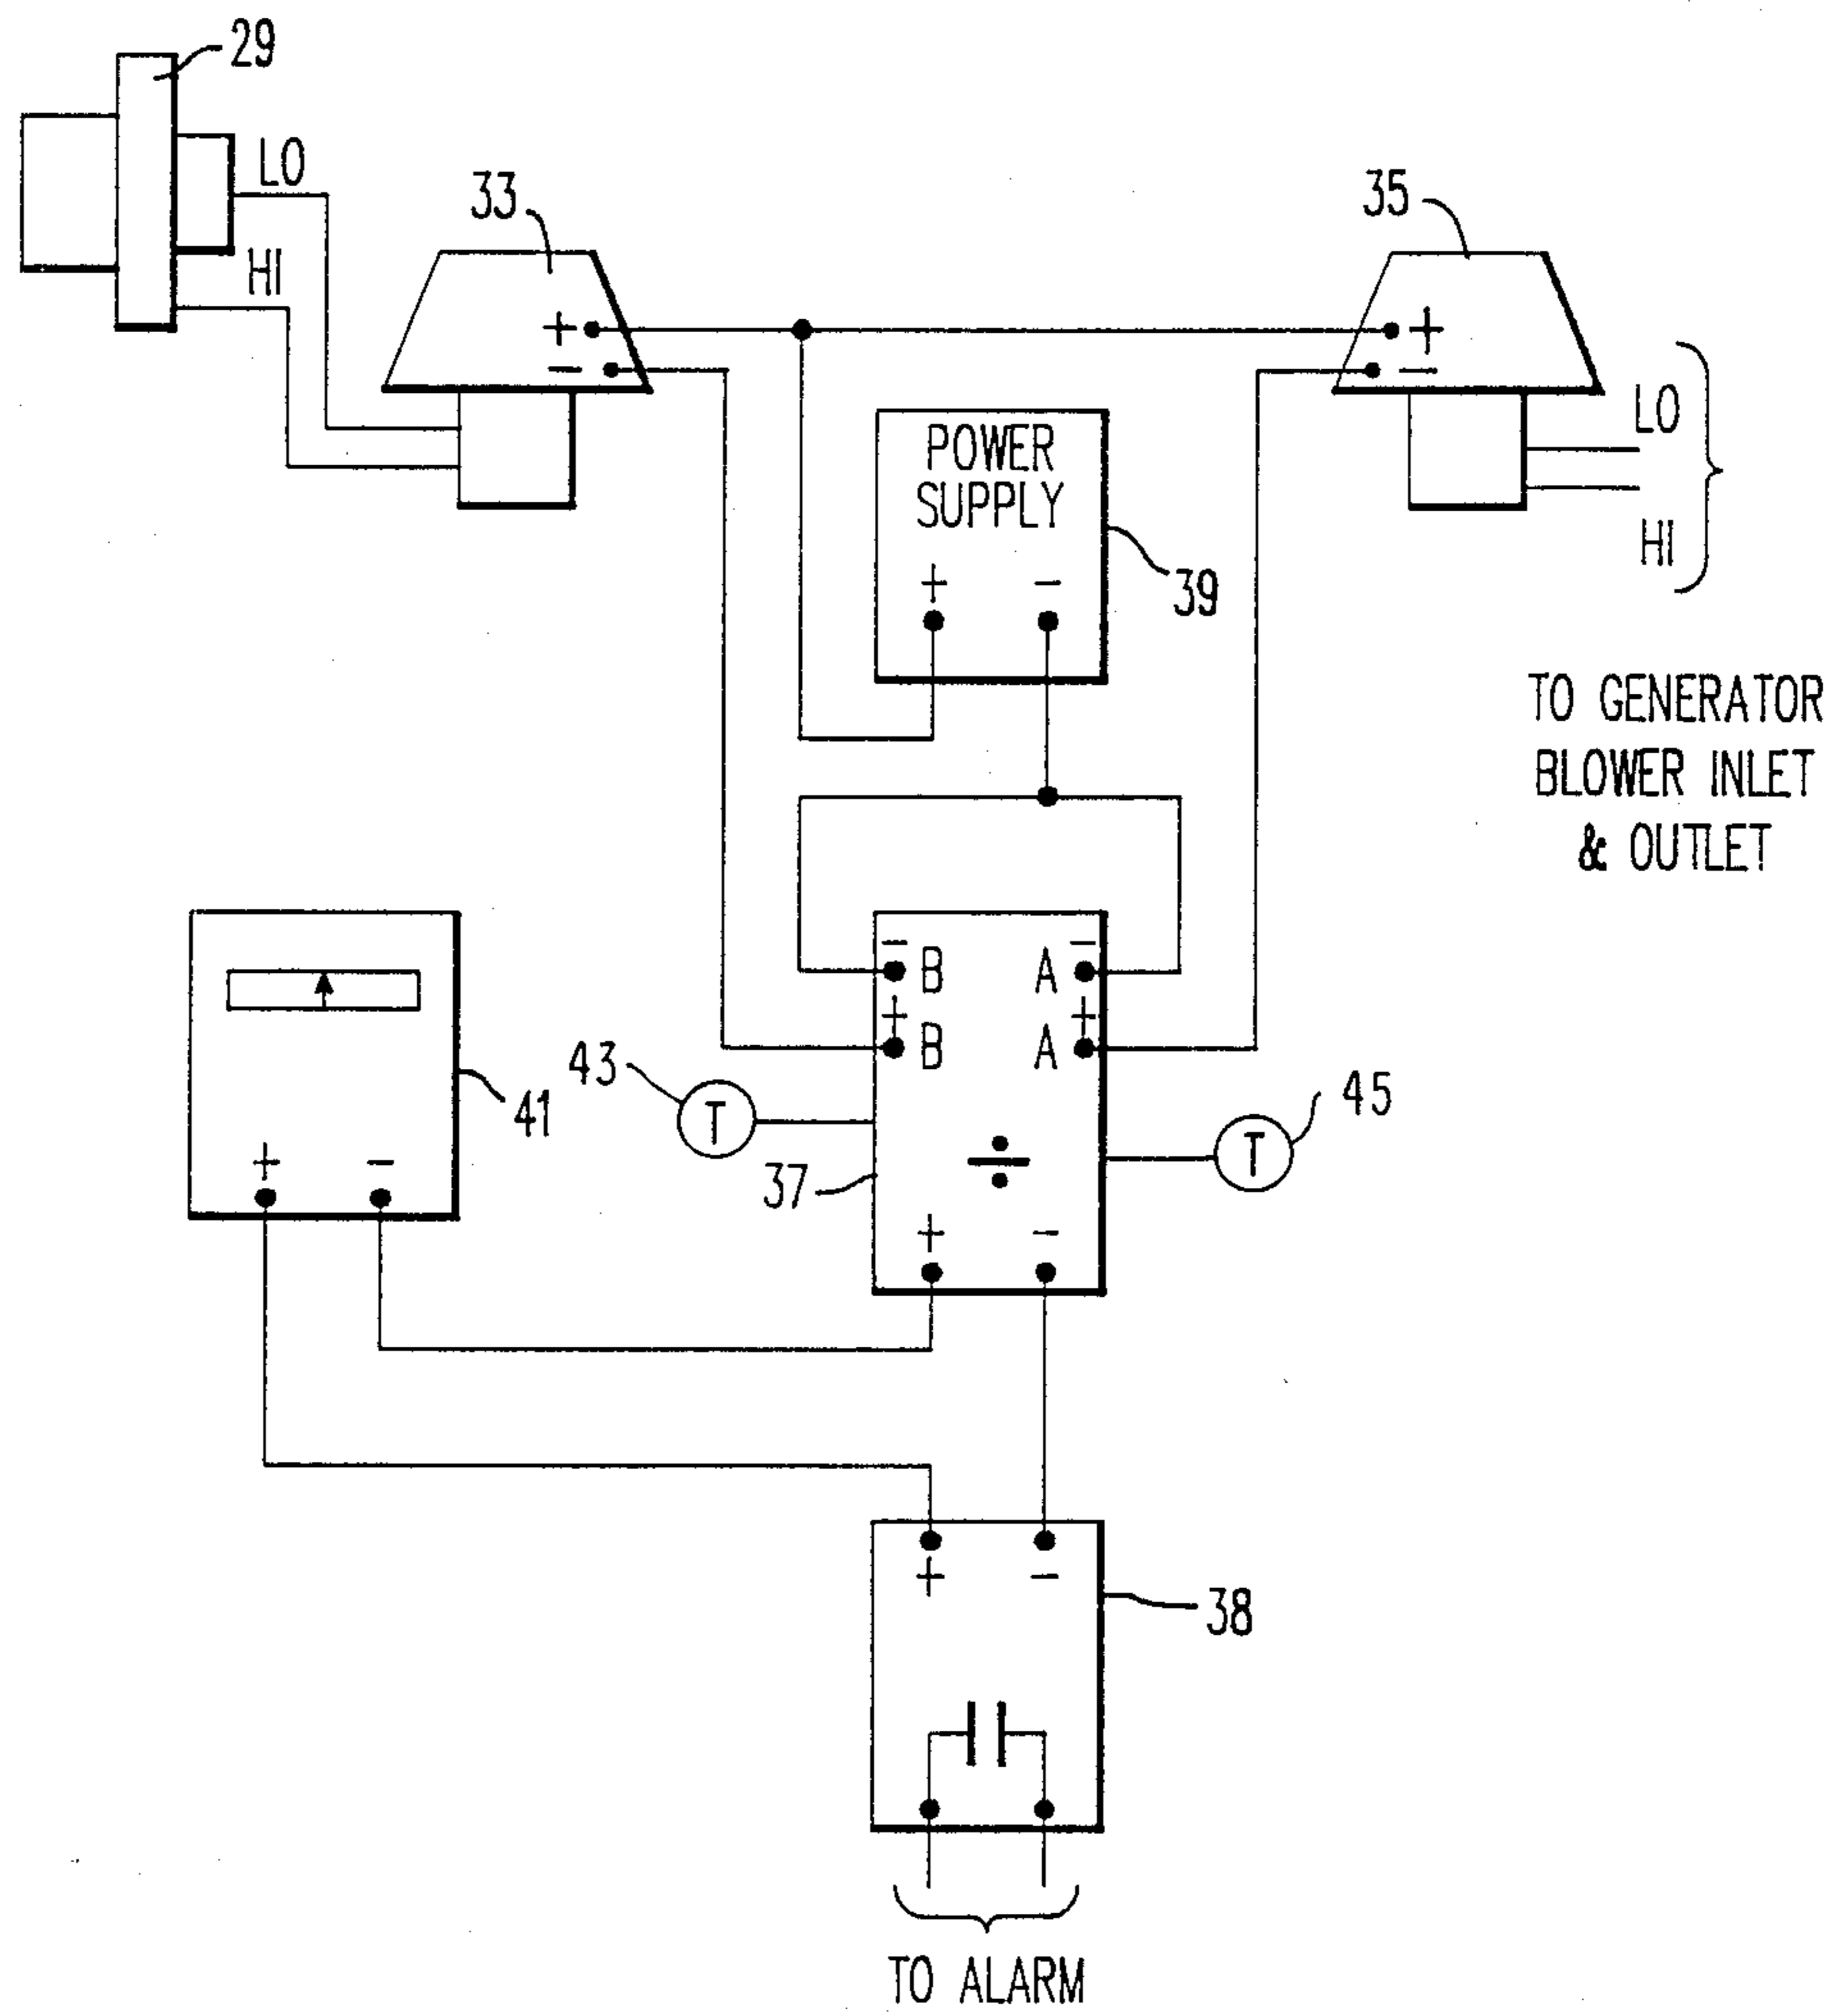 29
LO
HI
33
+
−
35
+
−
LO
HI
POWER
SUPPLY
+ −
39
TO GENERATOR
BLOWER INLET
& OUTLET
− B A −
+ B A +
43
T
37
÷
+ −
T
45
41
+ −
+ −
38
TO ALARM